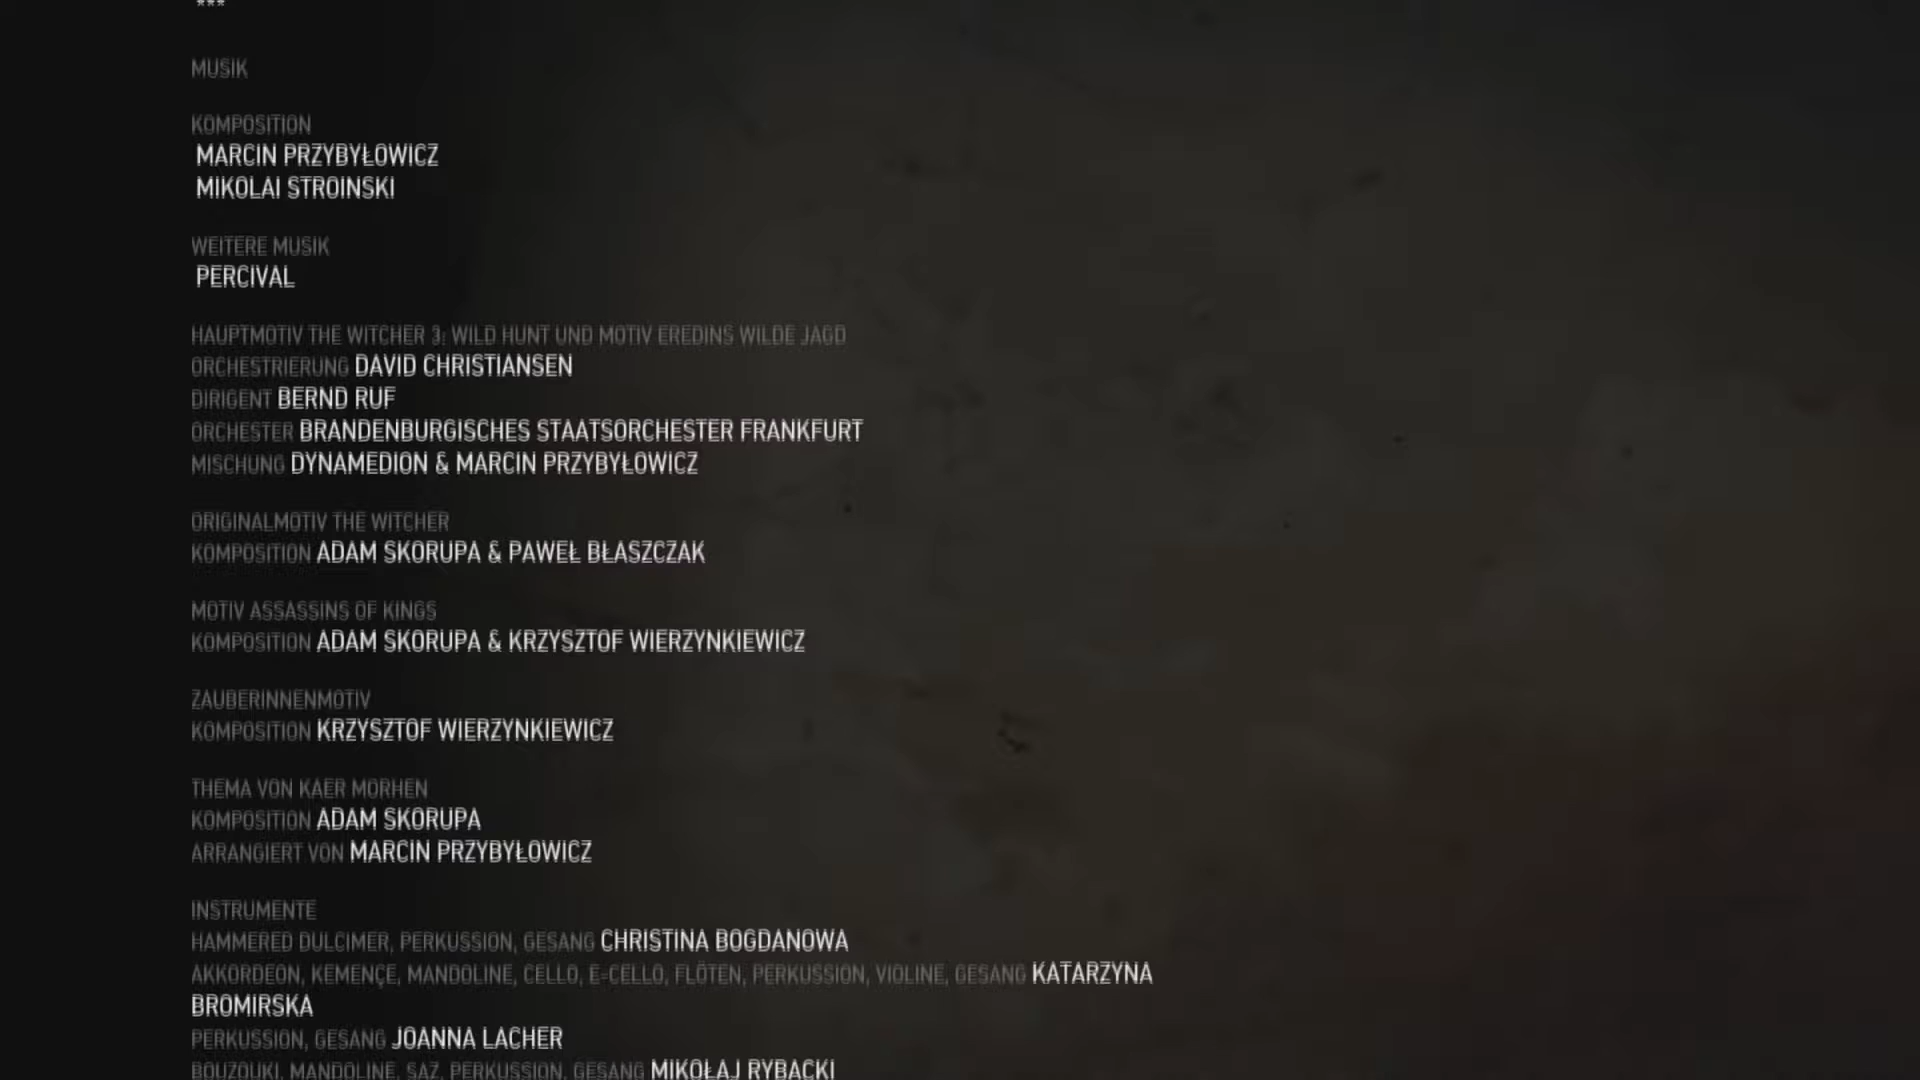 ***
MUSIK
KOMPOSITION
MARCIN PRZYBYŁOWICZ
MIKOLAI STROINSKI
WEITERE MUSIK
PERCIVAL
HAUPTMOTIV THE WITCHER 3: WILD HUNT UND MOTIV EREDINS WILDE JAGD
ORCHESTRIERUNG DAVID CHRISTIANSEN
DIRIGENT BERND RUF
ORCHESTER BRANDENBURGISCHES STAATSORCHESTER FRANKFURT
MISCHUNG DYNAMEDION & MARCIN PRZYBYŁOWICZ
ORIGINALMOTIV THE WITCHER
KOMPOSITION ADAM SKORUPA & PAWEŁ BŁASZCZAK
MOTIV ASSASSINS OF KINGS
KOMPOSITION ADAM SKORUPA & KRZYSZTOF WIERZYNKIEWICZ
ZAUBERINNENMOTIV
KOMPOSITION KRZYSZTOF WIERZYNKIEWICZ
THEMA VON KAER MORHEN
KOMPOSITION ADAM SKORUPA
ARRANGIERT VON MARCIN PRZYBYŁOWICZ
INSTRUMENTE
HAMMERED DULCIMER, PERKUSSION, GESANG CHRISTINA BOGDANOWA
AKKORDEON, KEMENÇE, MANDOLINE, CELLO, E-CELLO, FLÖTEN, PERKUSSION, VIOLINE, GESANG KATARZYNA
BROMIRSKA
PERKUSSION, GESANG JOANNA LACHER
BOUZOUKI, MANDOLINE, SAZ, PERKUSSION, GESANG MIKOŁAJ RYBACKI